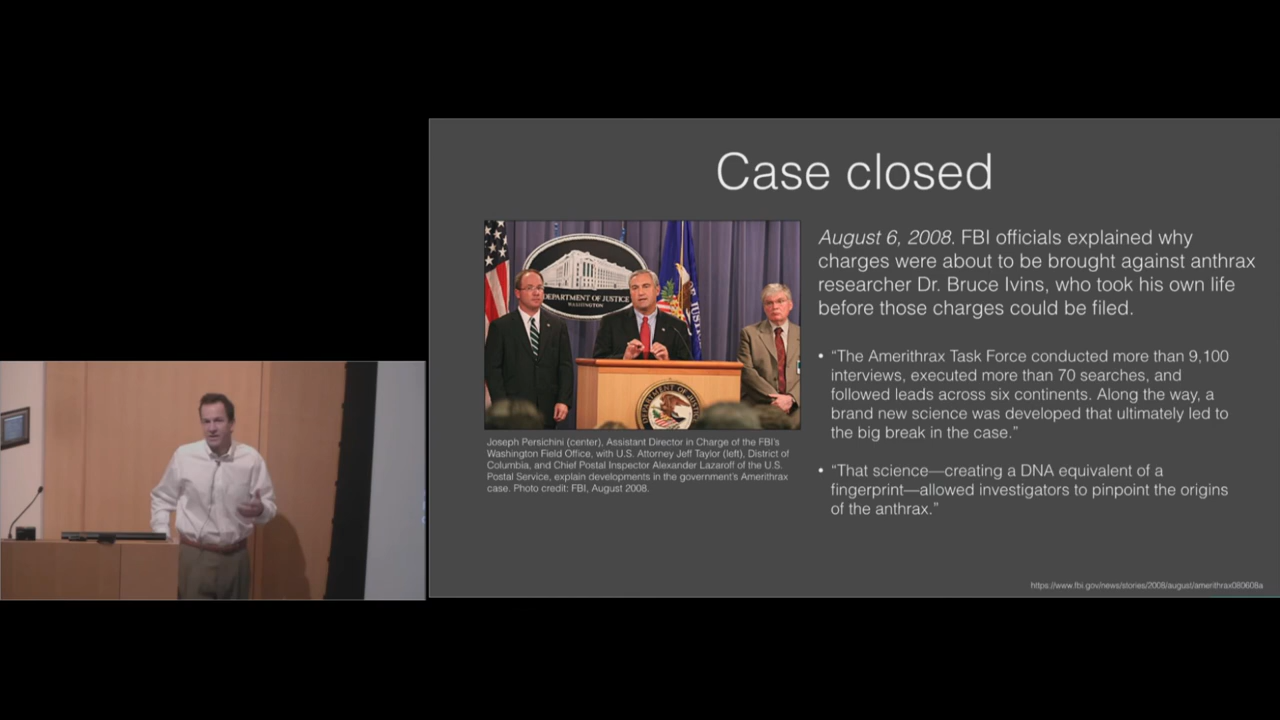 Case closed
DEPARTMENT OF JUSTICE
WASHINGTON
August 6, 2008. FBI officials explained why
charges were about to be brought against anthrax
researcher Dr. Bruce Ivins, who took his own life
before those charges could be filed.
• “The Amerithrax Task Force conducted more than 9,100
interviews, executed more than 70 searches, and
followed leads across six continents. Along the way, a
brand new science was developed that ultimately led to
the big break in the case.”
• “That science—creating a DNA equivalent of a
fingerprint—allowed investigators to pinpoint the origins
of the anthrax.”
Joseph Persichini (center), Assistant Director in Charge of the FBI’s
Washington Field Office, with U.S. Attorney Jeff Taylor (left), District of
Columbia, and Chief Postal Inspector Alexander Lazaroff of the U.S.
Postal Service, explain developments in the government’s Amerithrax
case. Photo credit: FBI, August 2008.
https://www.fbi.gov/news/stories/2008/august/amerithrax080608a